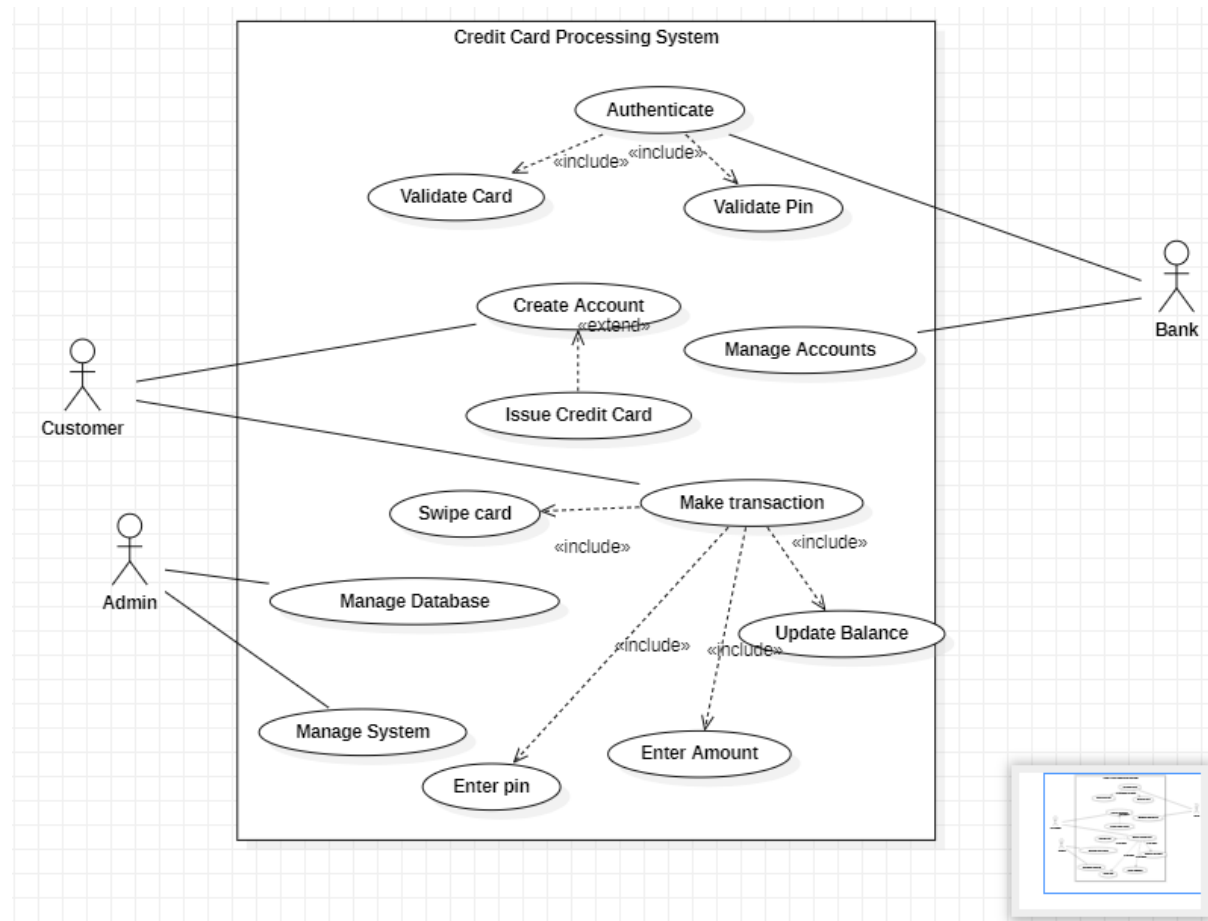 Credit Card Processing System
Authenticate
«include»
«include»
Validate Card
Validate Pin
Create Account
«extend»
Manage Accounts
Bank
Customer
Issue Credit Card
Make transaction
Swipe card
«include»
«include»
Admin
Manage Database
Update Balance
«include»
«include»
Manage System
Enter Amount
Enter pin